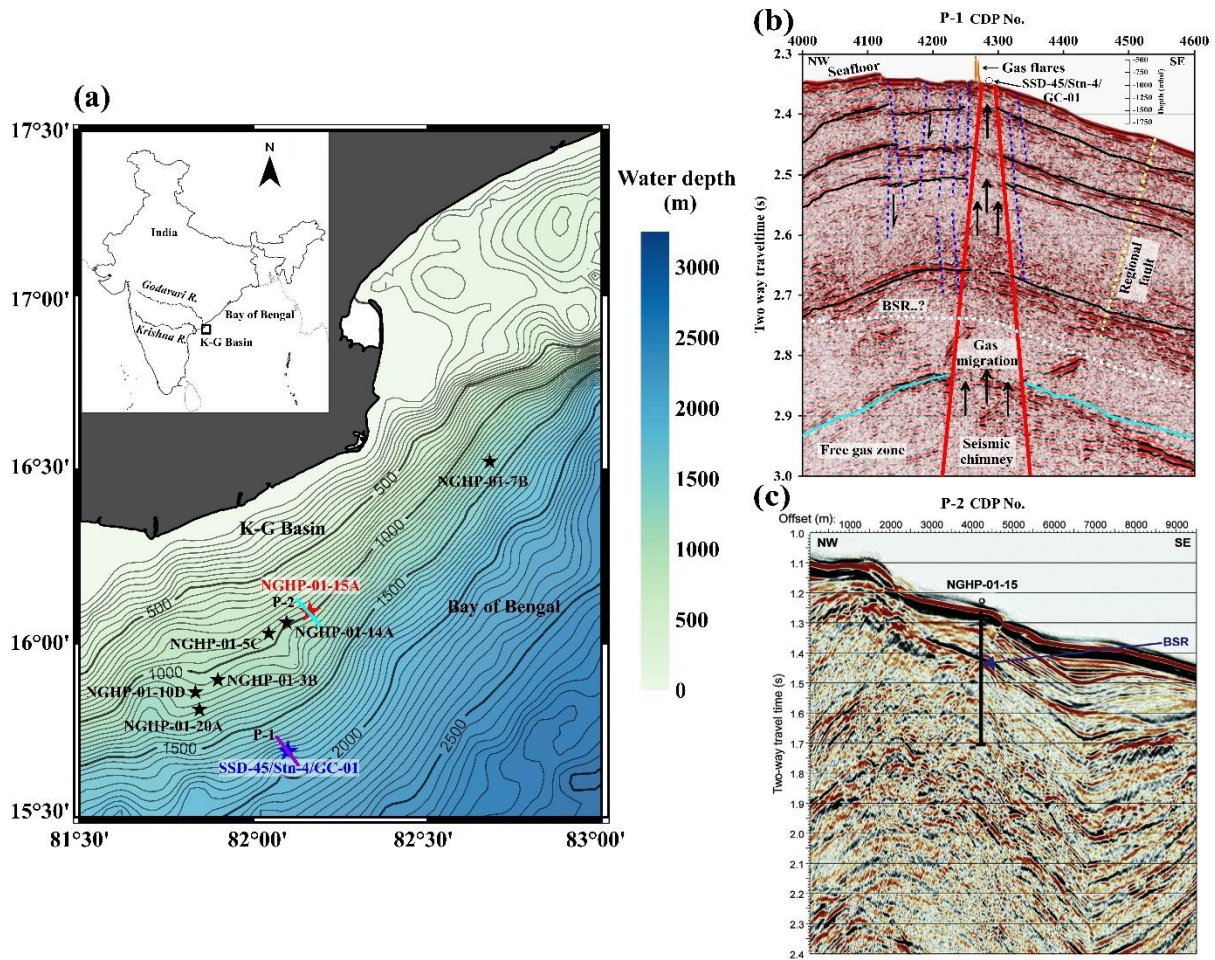 (a)
17°30'
17°00'
16°30'
16°00'
15°30'
81°30'
82°00'
82°30'
83°00'
N
India
Godavari R.
Krishna R.
Bay of Bengal
K-G Basin
K-G Basin
Bay of Bengal
500
1000
1500
500
1000
1500
2000
2500
NGHP-01-7B
NGHP-01-15A
P-2
NGHP-01-14A
NGHP-01-5C
NGHP-01-3B
NGHP-01-10D
NGHP-01-20A
P-1
SSD-45/Stn-4/GC-01
Water depth
(m)
3000
2500
2000
1500
1000
500
0
(b)
P-1 CDP No.
4000 4100 4200 4300 4400 4500 4600
NW
SE
Seafloor
Gas flares
SSD-45/Stn-4/
GC-01
-500
-750
-1000
-1250
-1500
-1750
Two way traveltime (s)
2.3
2.4
2.5
2.6
2.7
2.8
2.9
3.0
Regional
fault
BSR..?
Gas
migration
Free gas zone
Seismic
chimney
(c)
P-2 CDP No.
Offset (m): 1000 2000 3000 4000 5000 6000 7000 8000 9000
NW
SE
NGHP-01-15
BSR
Two-way travel time (s)
1.0
1.1
1.2
1.3
1.4
1.5
1.6
1.7
1.8
1.9
2.0
2.1
2.2
2.3
2.4